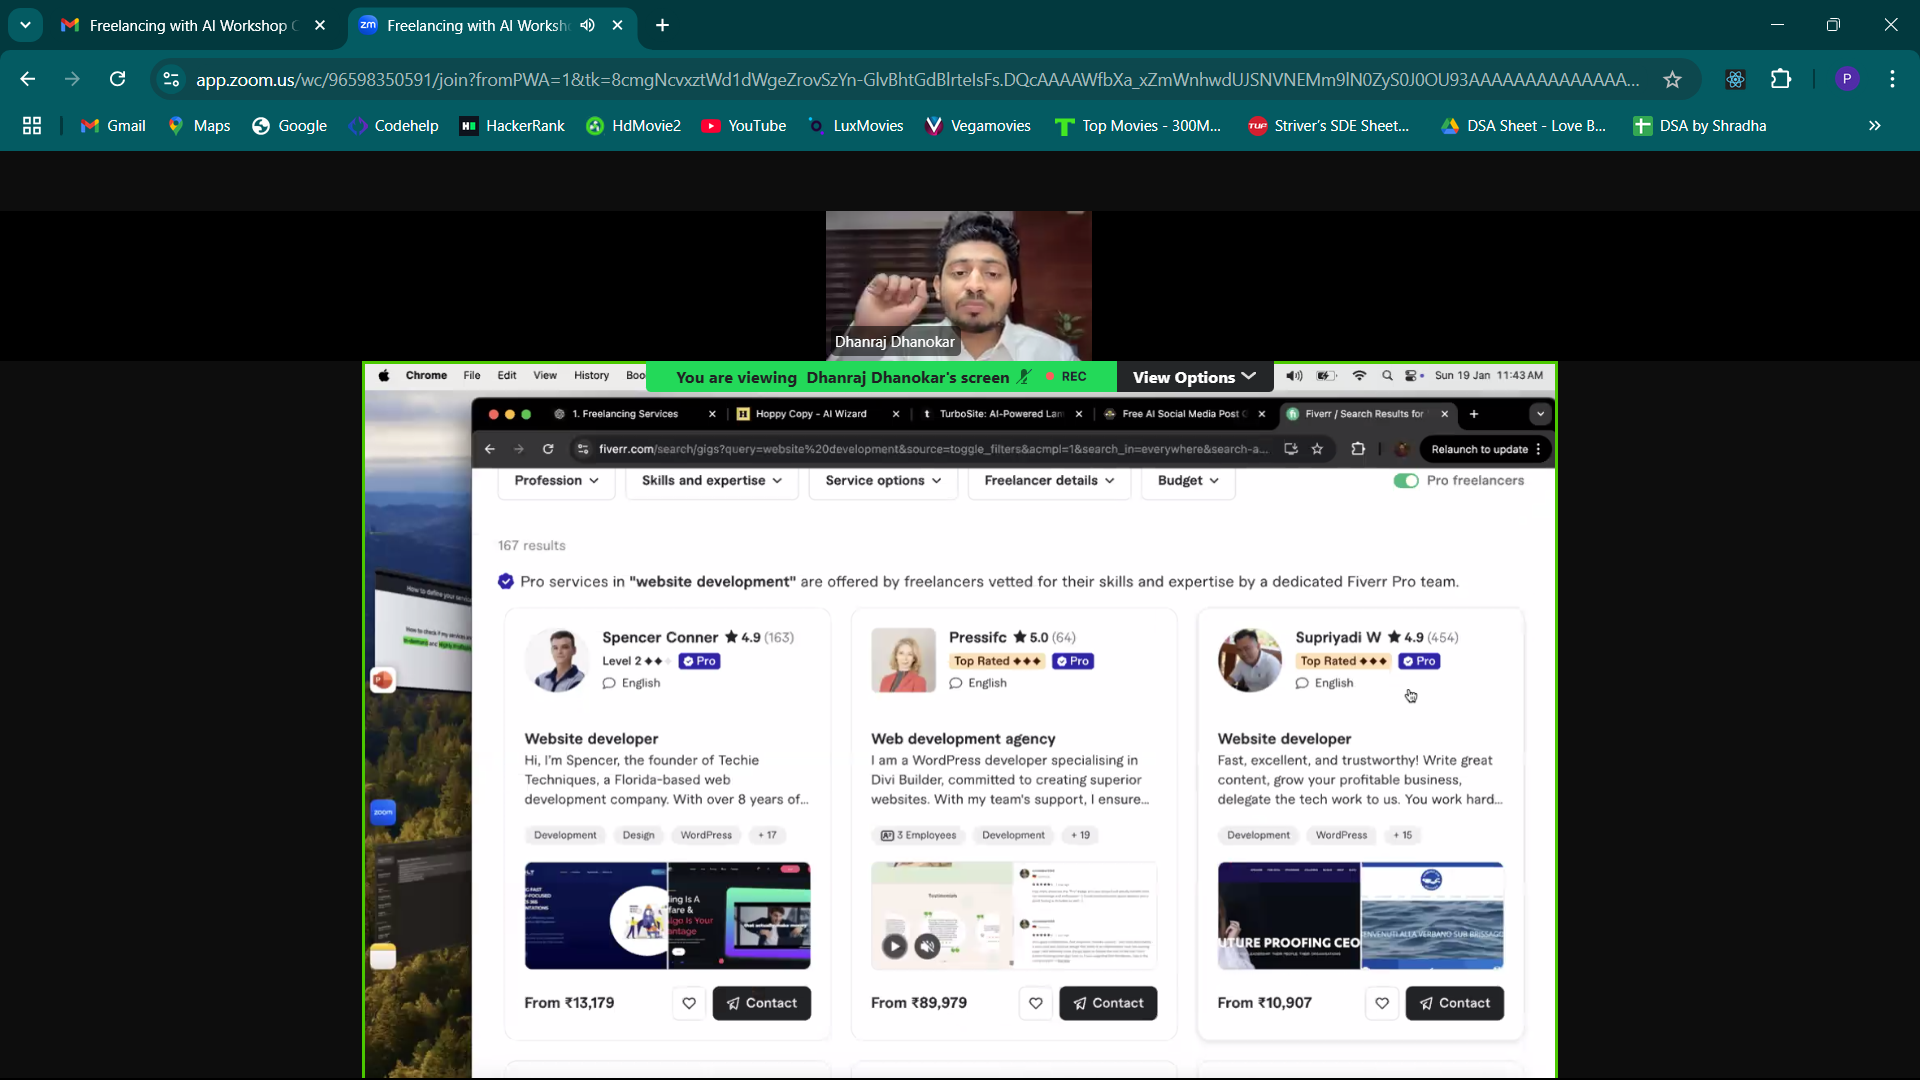 Freelancing with AI Workshop
Freelancing with AI Worksh
app.zoom.us/wc/96598350591/join?fromPWA=1&tk=8cmgNcvxztWd1dWgeZrovSzYn-GlvBhtGdBlrteIsFs.DQcAAAAWfbXa_xZmWnhwdUJSNVNEMm9lN0ZyS0J0OU93AAAAAAAAAAAAAA...
P
Gmail
Maps
Google
Codehelp
HackerRank
HdMovie2
YouTube
LuxMovies
Vegamovies
Top Movies - 300M...
Striver's SDE Sheet...
DSA Sheet - Love B...
DSA by Shradha
Dhanraj Dhanokar
Chrome File Edit View History Boo
You are viewing Dhanraj Dhanokar's screen REC
View Options
Sun 19 Jan 11:43 AM
1. Freelancing Services
Hoppy Copy - AI Wizard
TurboSite: AI-Powered Lan
Free AI Social Media Post
Fiverr / Search Results for
fiverr.com/search/gigs?query=website%20development&source=toggle_filters&acmpl=1&search_in=everywhere&search-a...
Relaunch to update
Profession
Skills and expertise
Service options
Freelancer details
Budget
Pro freelancers
167 results
Pro services in "website development" are offered by freelancers vetted for their skills and expertise by a dedicated Fiverr Pro team.
Spencer Conner 4.9 (163)
Level 2 Pro
English
Website developer
Hi, I'm Spencer, the founder of Techie
Techniques, a Florida-based web
development company. With over 8 years of...
Development Design WordPress + 17
From ₹13,179
Contact
Pressifc 5.0 (64)
Top Rated Pro
English
Web development agency
I am a WordPress developer specialising in
Divi Builder, committed to creating superior
websites. With my team's support, I ensure...
3 Employees Development + 19
Testimonials
From ₹89,979
Contact
Supriyadi W 4.9 (454)
Top Rated Pro
English
Website developer
Fast, excellent, and trustworthy! Write great
content, grow your profitable business,
delegate the tech work to us. You work hard...
Development WordPress + 15
UTURE PROOFING CEO
From ₹10,907
Contact
zoom